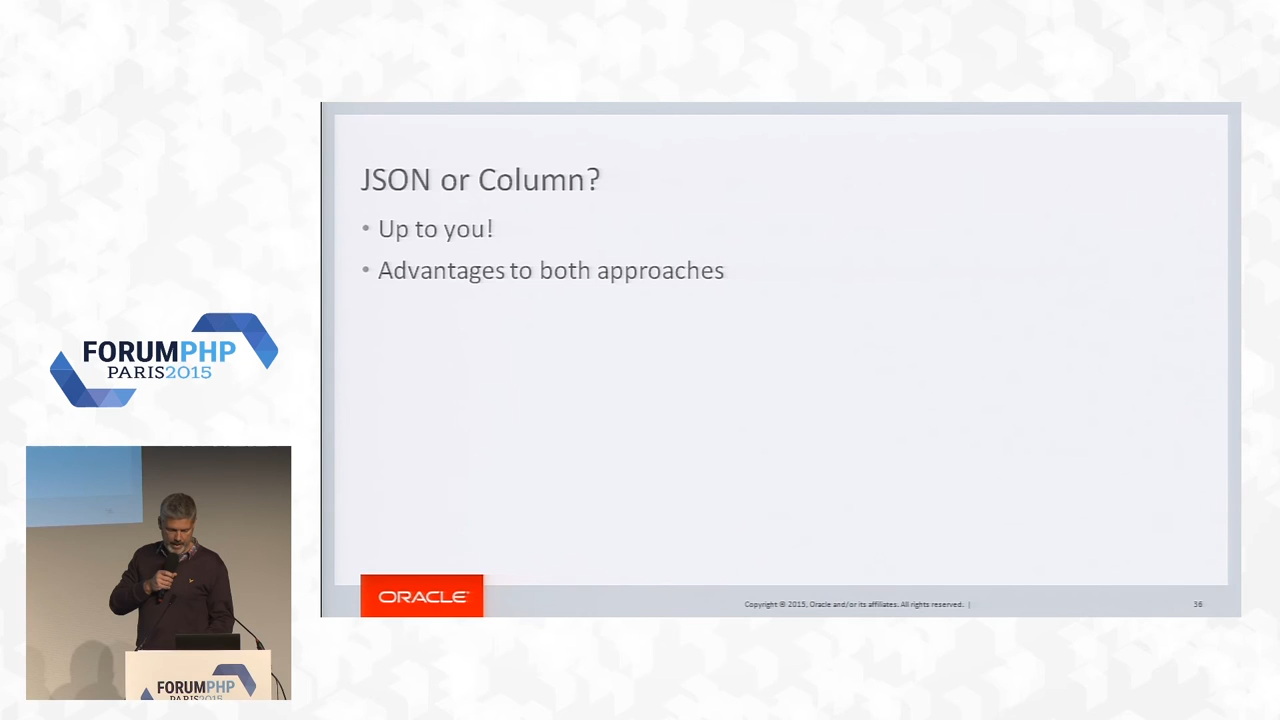 JSON or Column?
• Up to you!
• Advantages to both approaches
ORACLE
Copyright © 2015, Oracle and/or its affiliates. All rights reserved. |
36
FORUMPHP
PARIS2015
FORUMPHP
PARIS2015